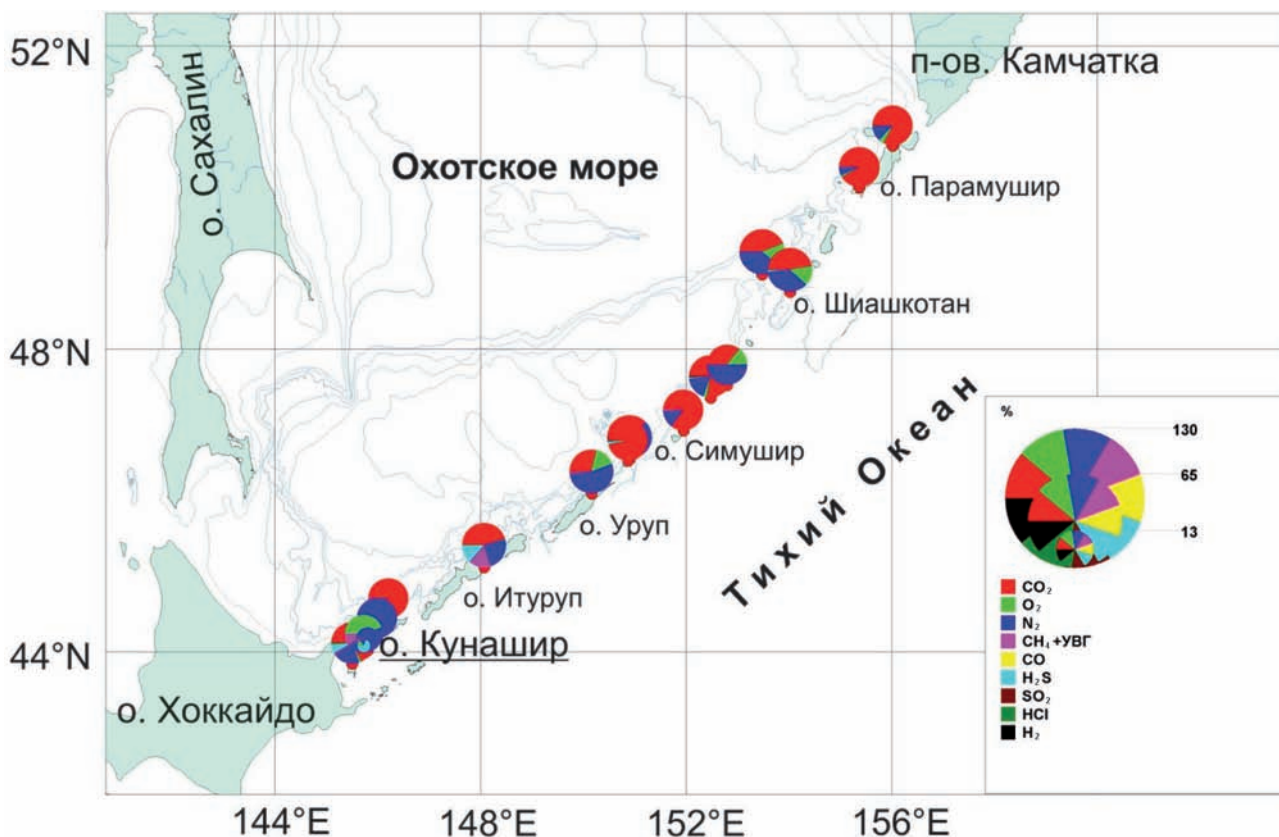 52°N
п-ов. Камчатка
о. Сахалин
Охотское море
о. Парамушир
о. Шиашкотан
48°N
Тихий Океан
о. Симушир
о. Уруп
о. Итуруп
44°N
о. Кунашир
о. Хоккайдо
%
130
65
13
CO₂
O₂
N₂
CH₄ +УВГ
CO
H₂S
SO₂
HCl
H₂
144°E
148°E
152°E
156°E